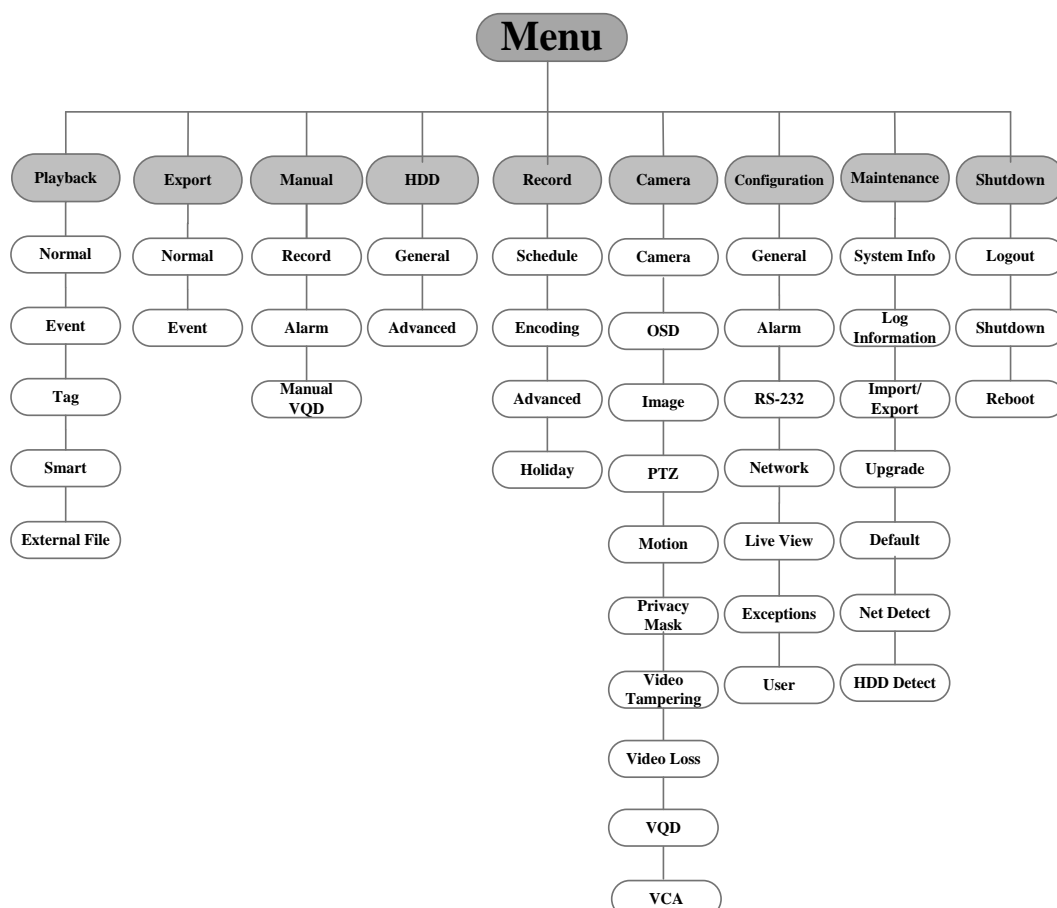 Menu
Playback
Export
Manual
HDD
Record
Camera
Configuration
Maintenance
Shutdown
Normal
Event
Tag
Smart
External File
Normal
Event
Record
Alarm
Manual
VQD
General
Advanced
Schedule
Encoding
Advanced
Holiday
Camera
OSD
Image
PTZ
Motion
Privacy
Mask
Video
Tampering
Video Loss
VQD
VCA
General
Alarm
RS-232
Network
Live View
Exceptions
User
System Info
Log
Information
Import/
Export
Upgrade
Default
Net Detect
HDD Detect
Logout
Shutdown
Reboot